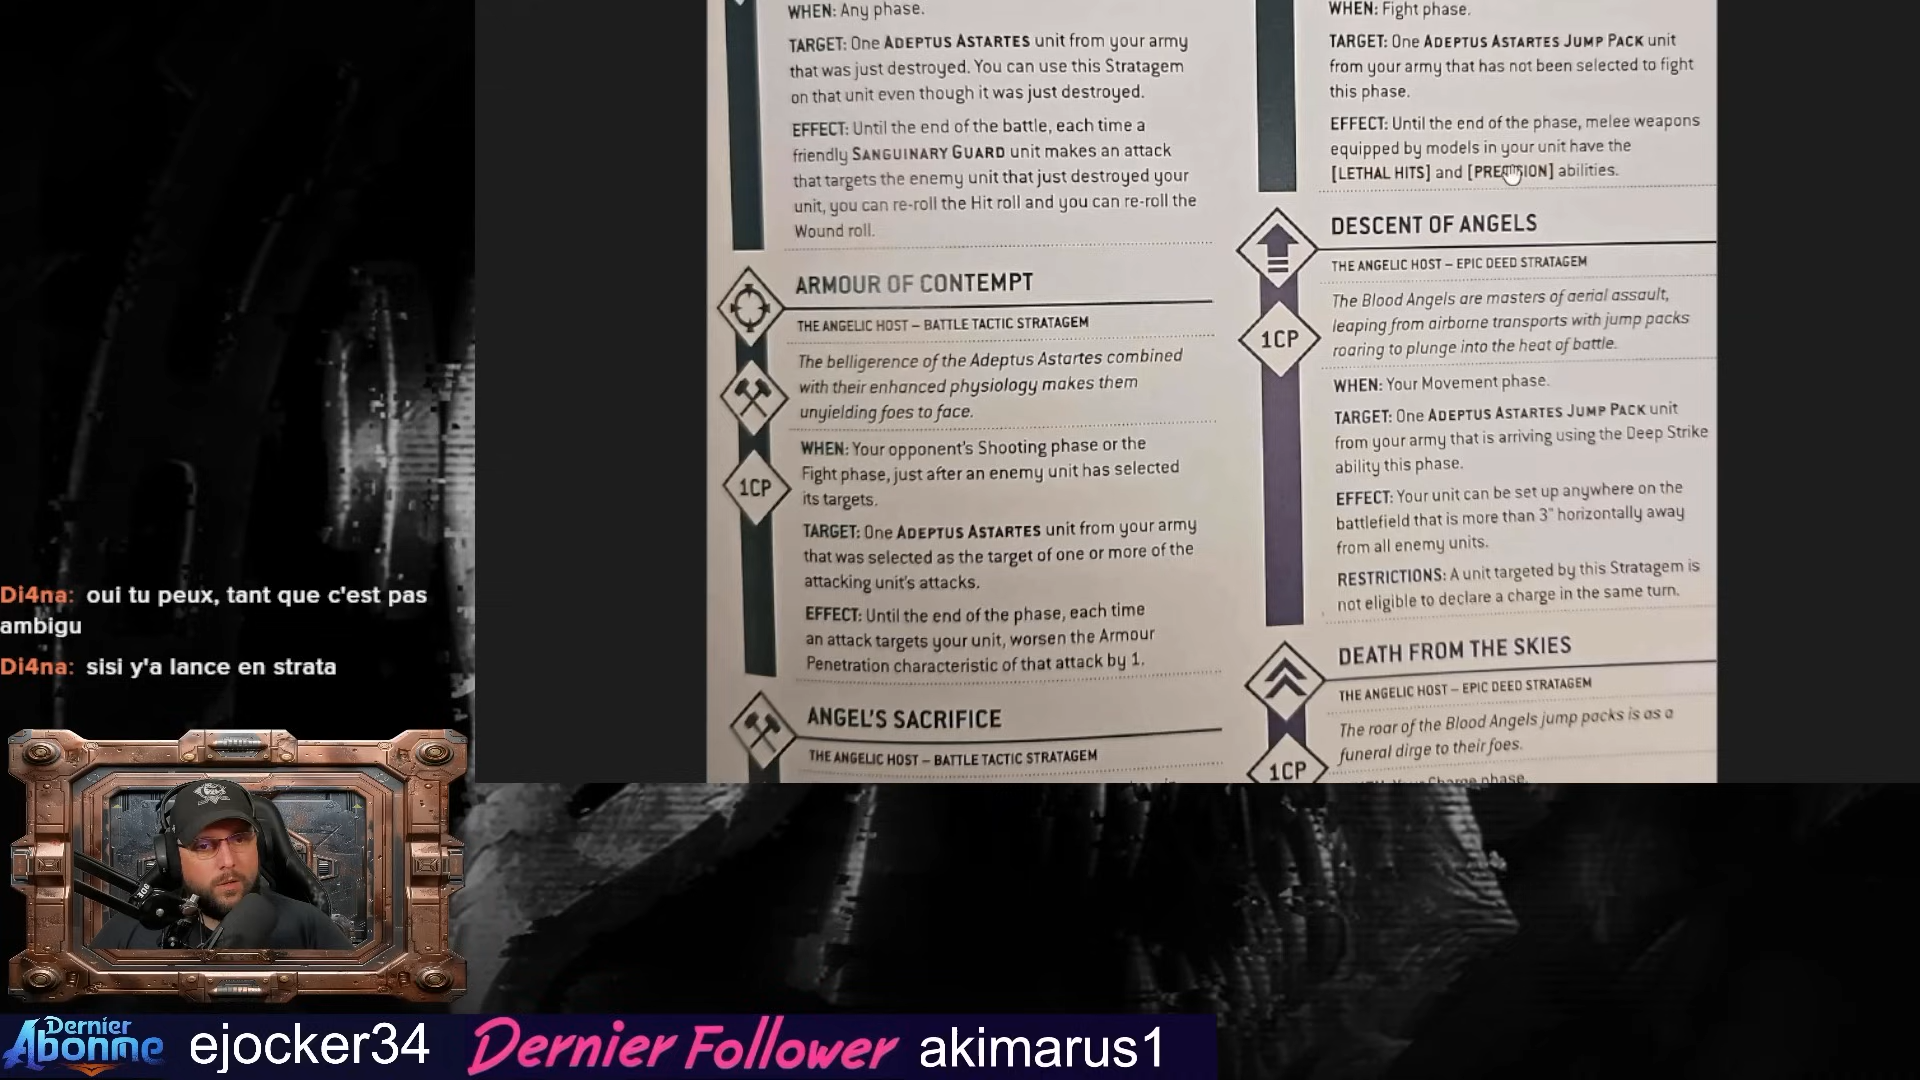 WHEN: Any phase.
TARGET: One ADEPTUS ASTARTES unit from your army
that was just destroyed. You can use this Stratagem
on that unit even though it was just destroyed.
EFFECT: Until the end of the battle, each time a
friendly SANGUINARY GUARD unit makes an attack
that targets the enemy unit that just destroyed your
unit, you can re-roll the Hit roll and you can re-roll the
Wound roll.
ARMOUR OF CONTEMPT
THE ANGELIC HOST – BATTLE TACTIC STRATAGEM
The belligerence of the Adeptus Astartes combined
with their enhanced physiology makes them
unyielding foes to face.
1CP
WHEN: Your opponent's Shooting phase or the
Fight phase, just after an enemy unit has selected
its targets.
TARGET: One ADEPTUS ASTARTES unit from your army
that was selected as the target of one or more of the
attacking unit's attacks.
EFFECT: Until the end of the phase, each time
an attack targets your unit, worsen the Armour
Penetration characteristic of that attack by 1.
ANGEL'S SACRIFICE
THE ANGELIC HOST – BATTLE TACTIC STRATAGEM
WHEN: Fight phase.
TARGET: One ADEPTUS ASTARTES JUMP PACK unit
from your army that has not been selected to fight
this phase.
EFFECT: Until the end of the phase, melee weapons
equipped by models in your unit have the
[LETHAL HITS] and [PRECISION] abilities.
DESCENT OF ANGELS
THE ANGELIC HOST – EPIC DEED STRATAGEM
The Blood Angels are masters of aerial assault,
leaping from airborne transports with jump packs
roaring to plunge into the heat of battle.
1CP
WHEN: Your Movement phase.
TARGET: One ADEPTUS ASTARTES JUMP PACK unit
from your army that is arriving using the Deep Strike
ability this phase.
EFFECT: Your unit can be set up anywhere on the
battlefield that is more than 3" horizontally away
from all enemy units.
RESTRICTIONS: A unit targeted by this Stratagem is
not eligible to declare a charge in the same turn.
DEATH FROM THE SKIES
THE ANGELIC HOST – EPIC DEED STRATAGEM
The roar of the Blood Angels jump packs is as a
funeral dirge to their foes.
1CP
Charge phase.
Di4na: oui tu peux, tant que c'est pas
ambigu
Di4na: sisi y'a lance en strata
Dernier
Abonné ejocker34 Dernier Follower akimarus1